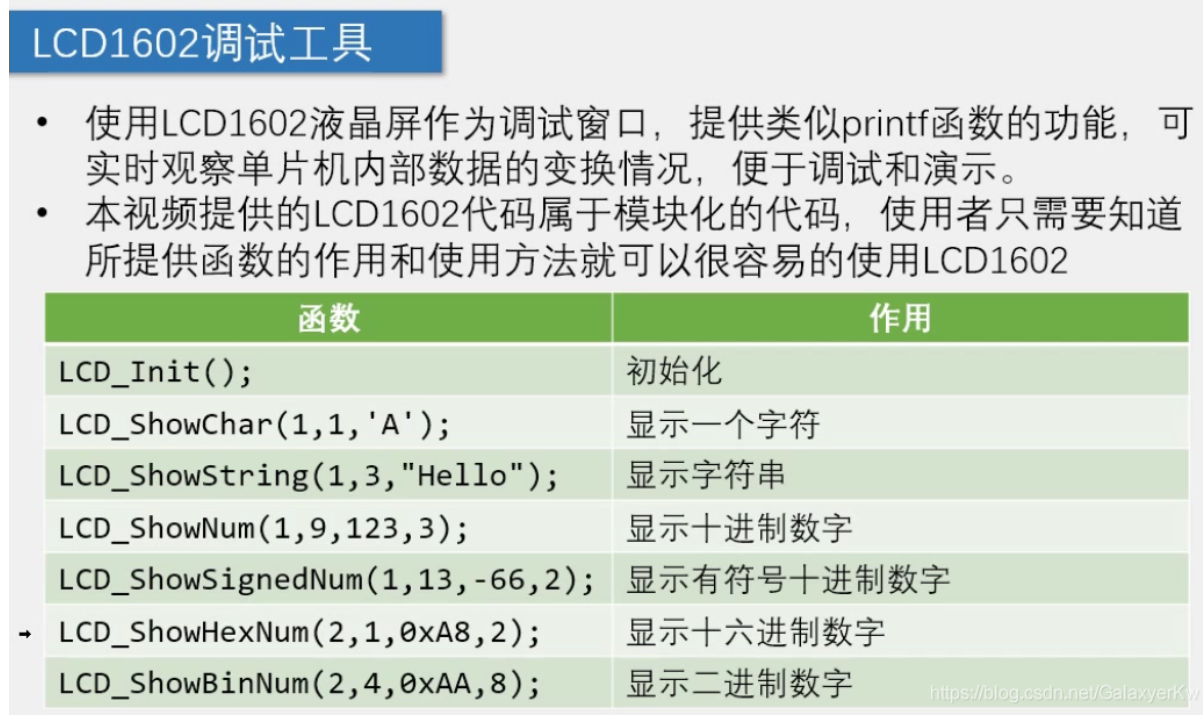 LCD1602调试工具
• 使用LCD1602液晶屏作为调试窗口，提供类似printf函数的功能，可
实时观察单片机内部数据的变换情况，便于调试和演示。
• 本视频提供的LCD1602代码属于模块化的代码，使用者只需要知道
所提供函数的作用和使用方法就可以很容易的使用LCD1602
函数 作用
LCD_Init(); 初始化
LCD_ShowChar(1,1,'A'); 显示一个字符
LCD_ShowString(1,3,"Hello"); 显示字符串
LCD_ShowNum(1,9,123,3); 显示十进制数字
LCD_ShowSignedNum(1,13,-66,2); 显示有符号十进制数字
LCD_ShowHexNum(2,1,0xA8,2); 显示十六进制数字
LCD_ShowBinNum(2,4,0xAA,8); 显示二进制数字
https://blog.csdn.net/GalaxyerKw